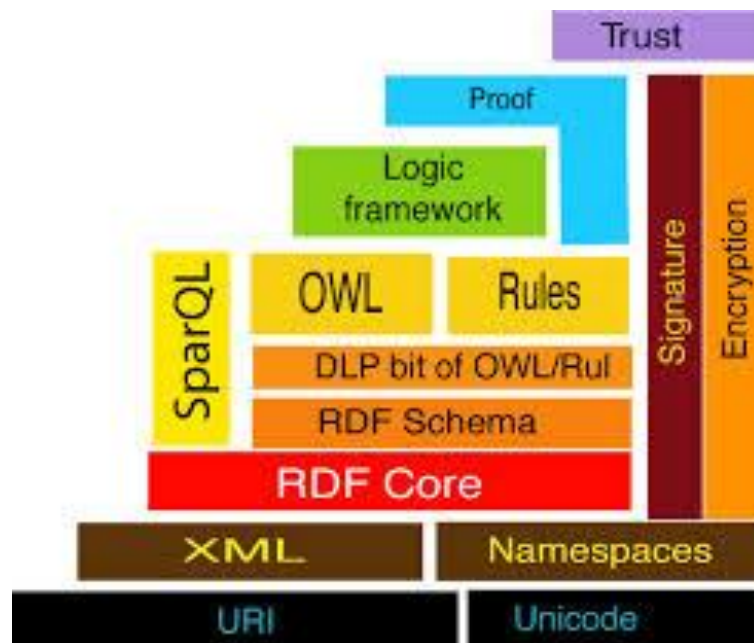 Trust
Proof
Logic
framework
SparQL
OWL
Rules
Signature
Encryption
DLP bit of OWL/Rul
RDF Schema
RDF Core
XML
Namespaces
URI
Unicode